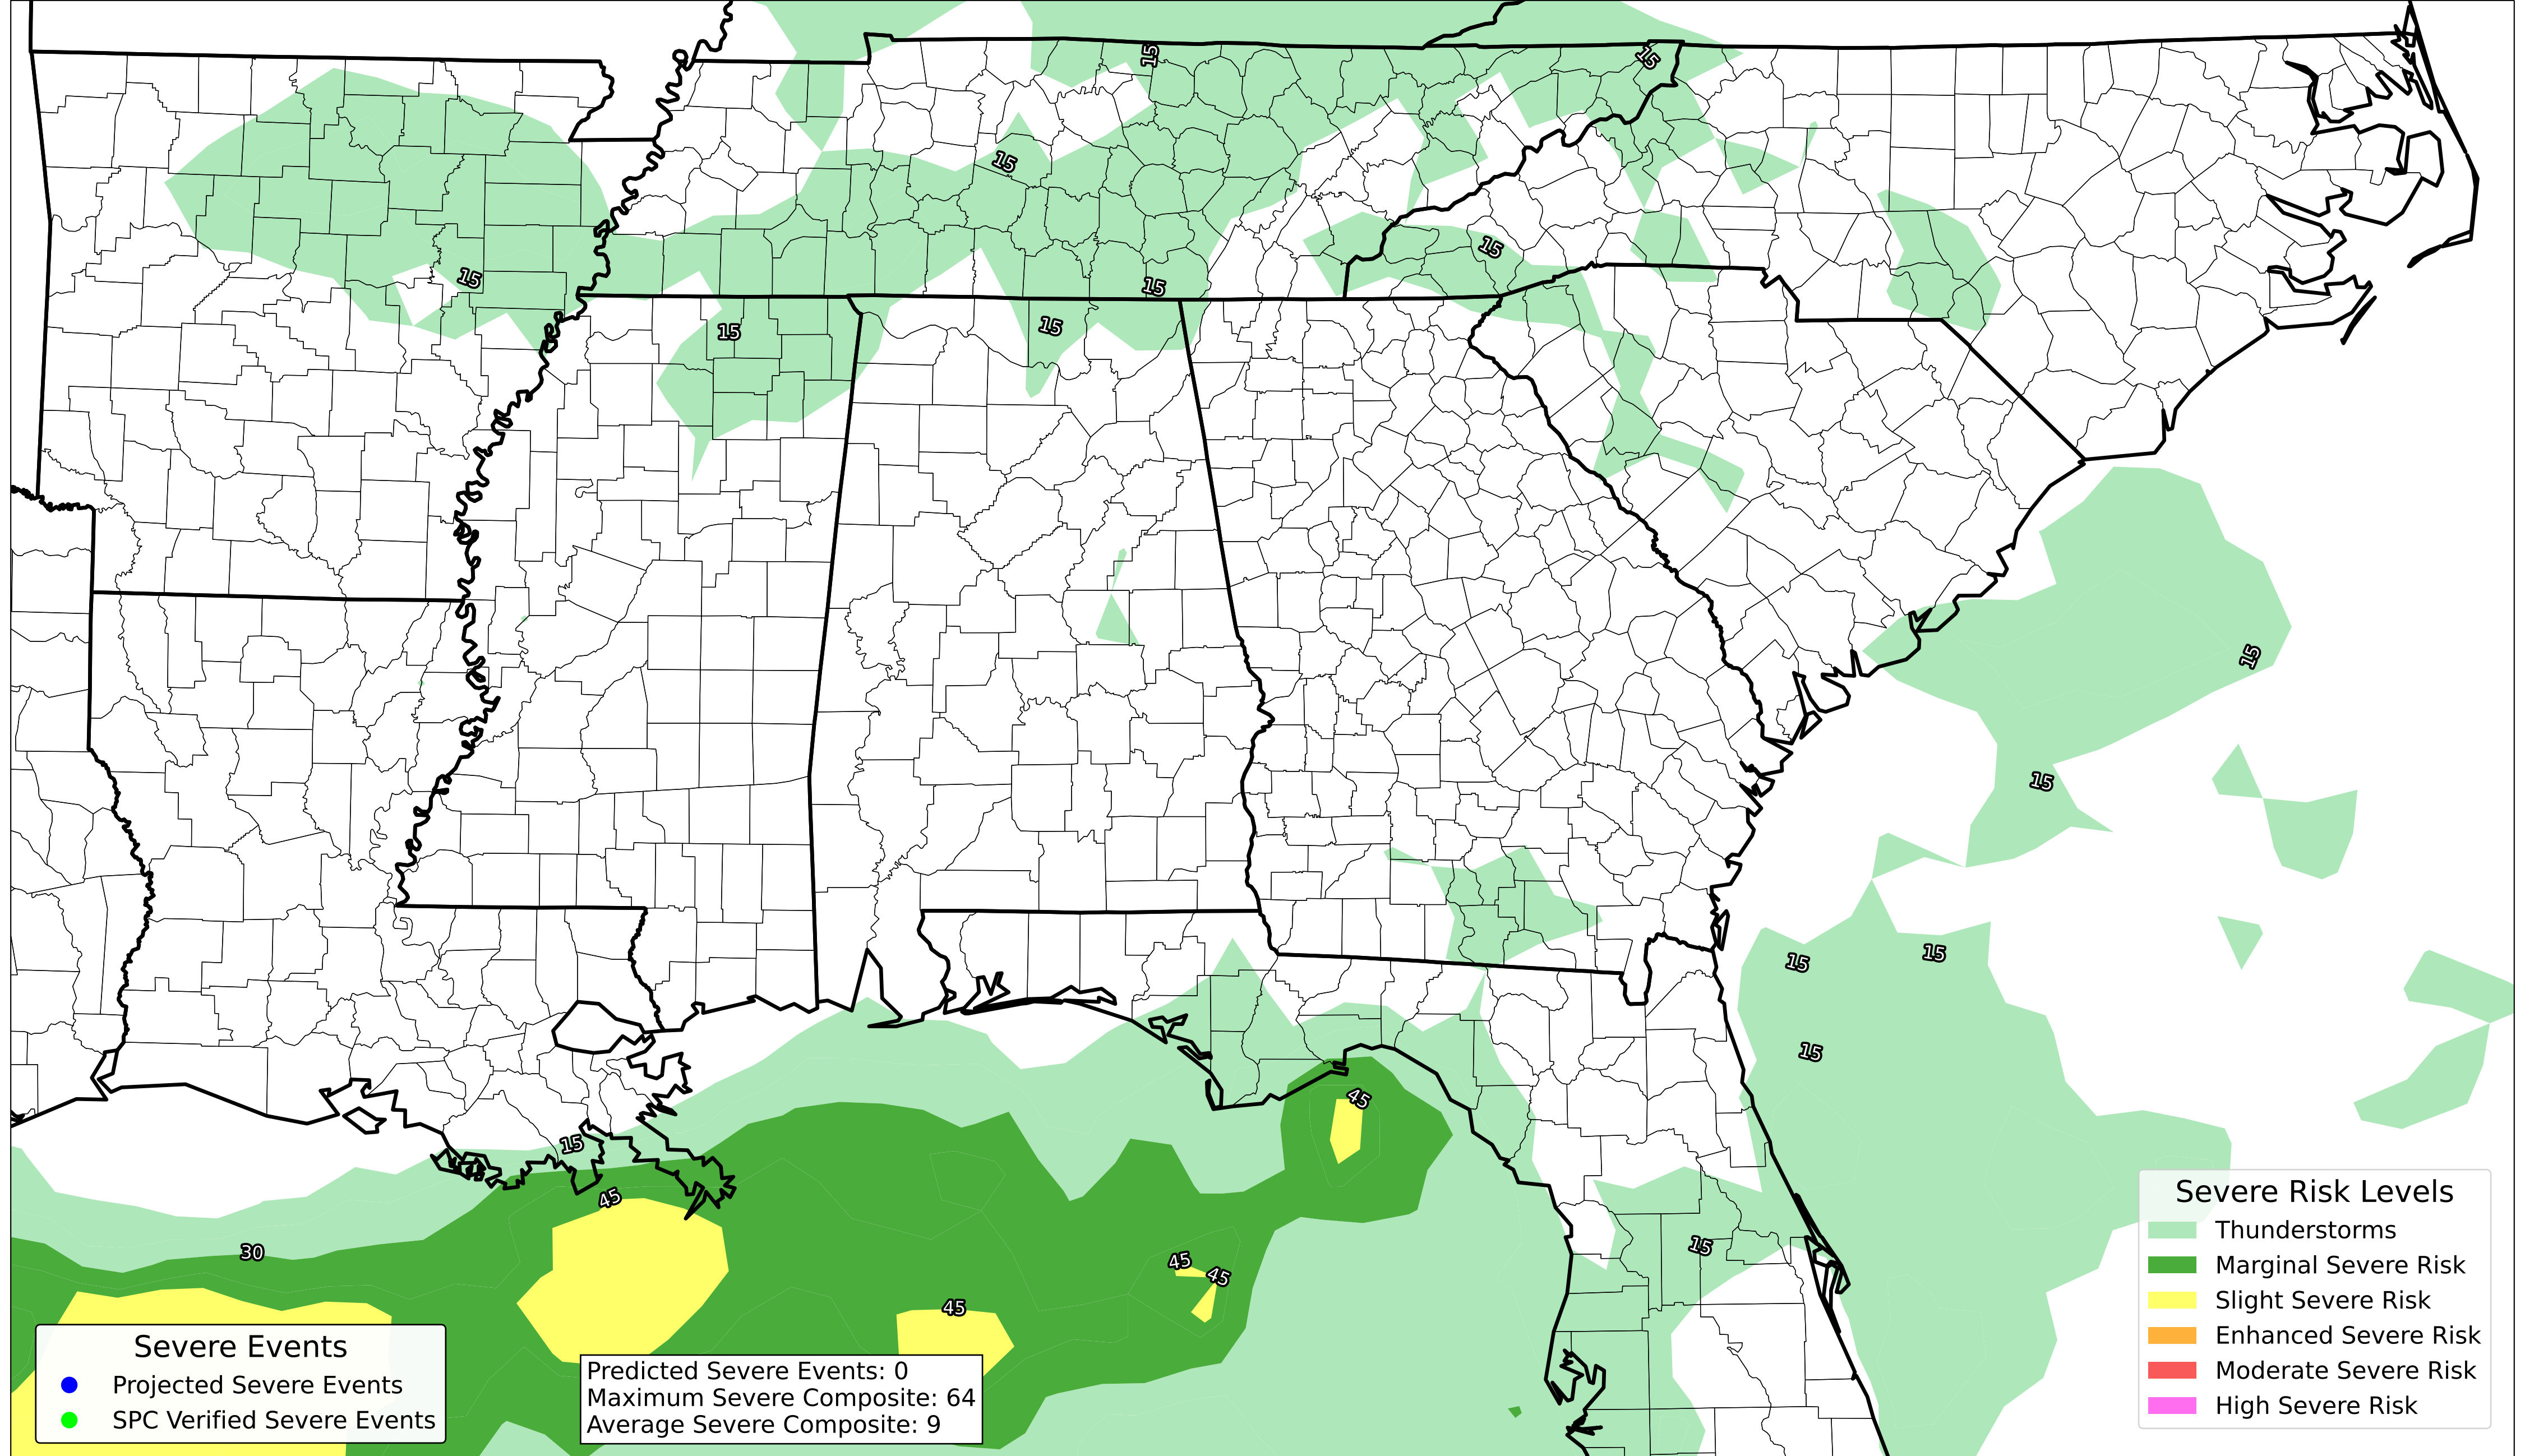 15
15
15
15
15
15
15
15
15
15
15
15
15
45
15
45
15
45
45
30
45
Severe Risk Levels
Thunderstorms
Marginal Severe Risk
Slight Severe Risk
Enhanced Severe Risk
Moderate Severe Risk
High Severe Risk
Severe Events
Projected Severe Events
SPC Verified Severe Events
Predicted Severe Events: 0
Maximum Severe Composite: 64
Average Severe Composite: 9